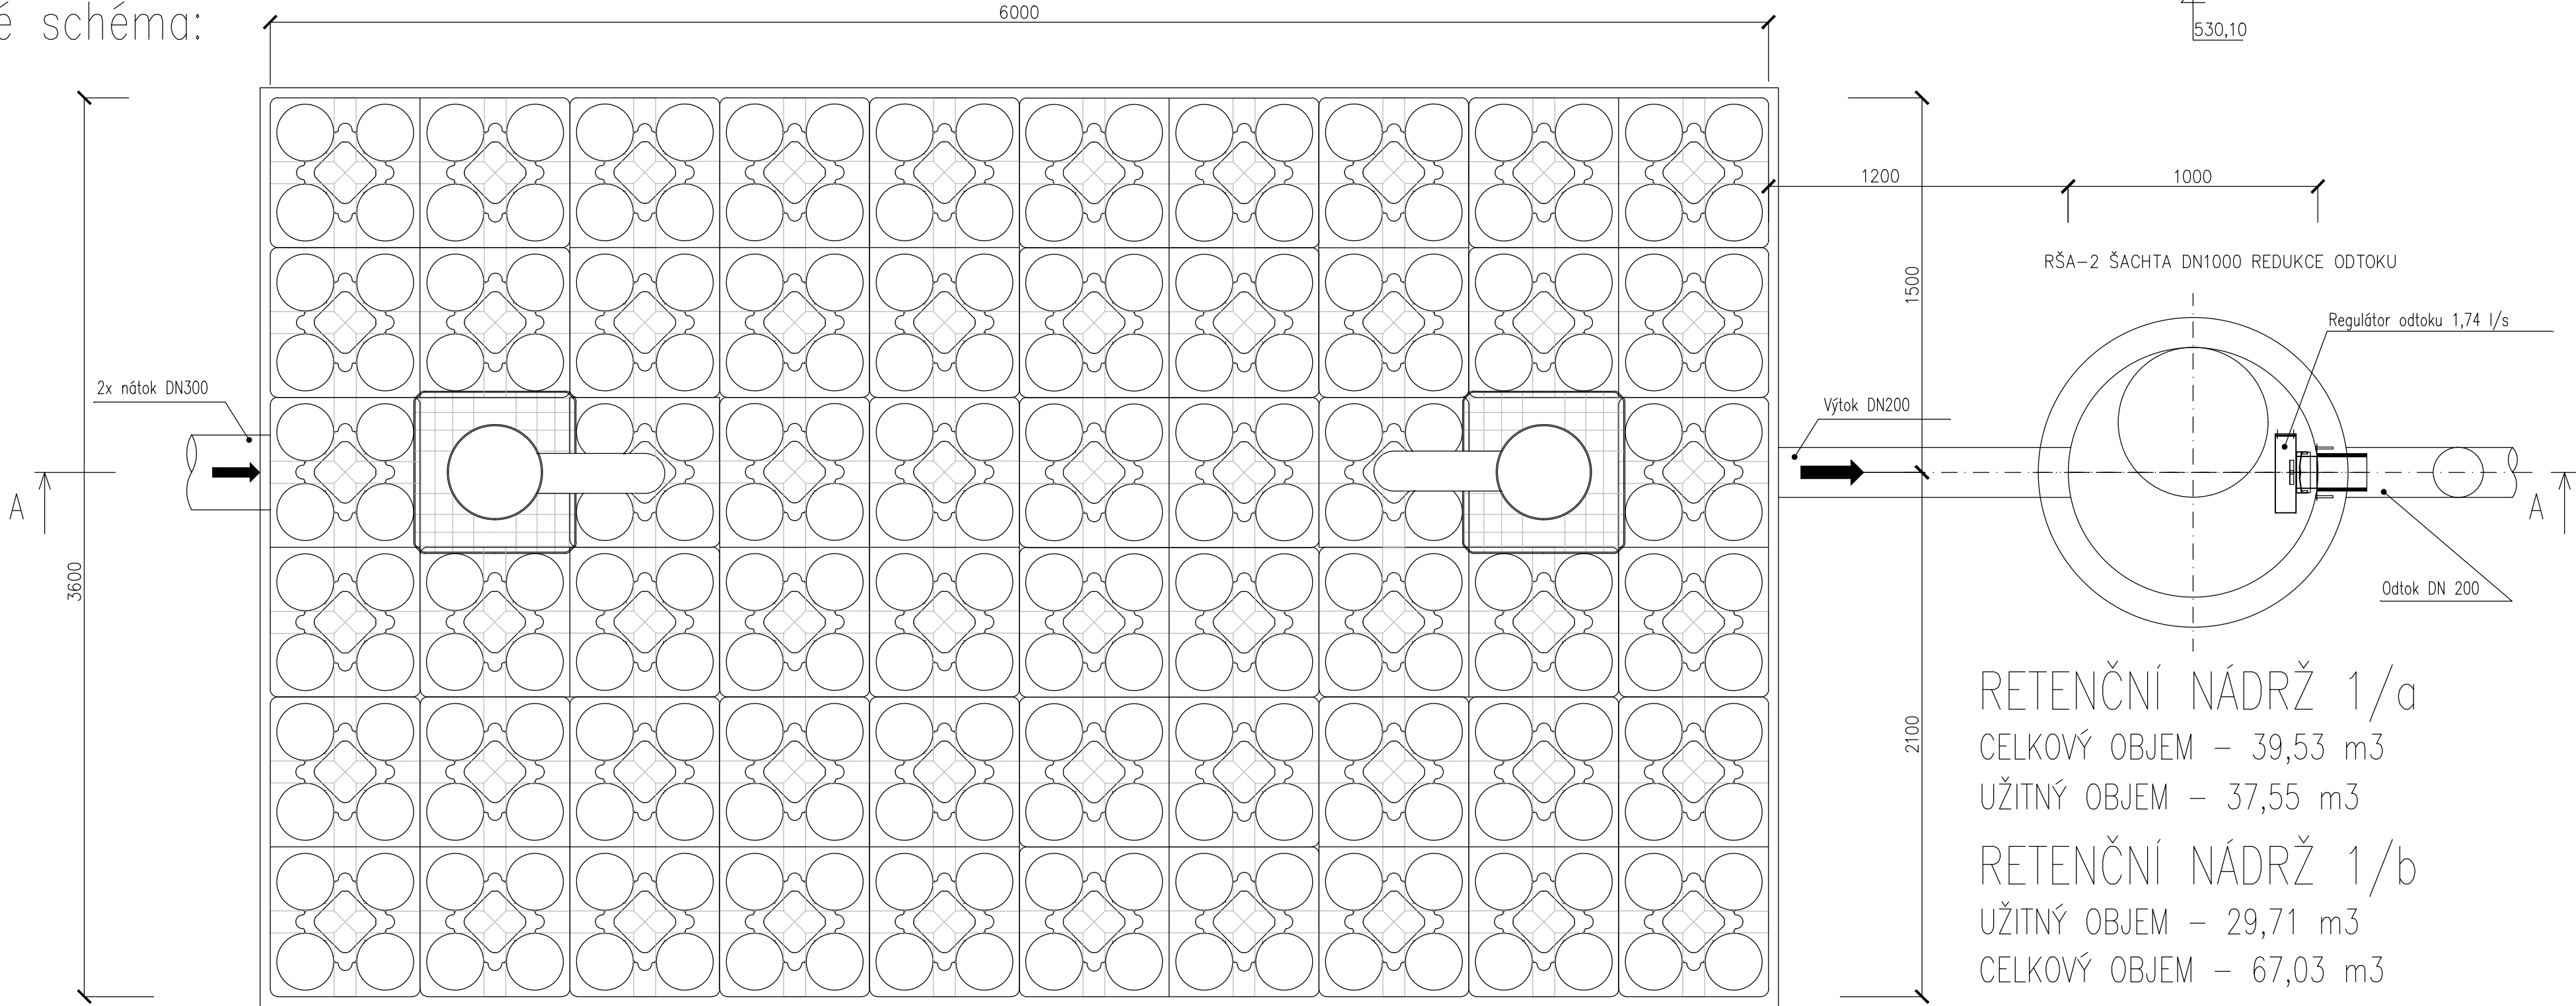 é schéma:
6000
530,10
1200
1000
RŠA-2 ŠACHTA DN1000 REDUKCE ODTOKU
1500
Regulátor odtoku 1,74 l/s
2x nátok DN300
Výtok DN200
A
A
3600
Odtok DN 200
2100
RETENČNÍ NÁDRŽ 1/a
CELKOVÝ OBJEM - 39,53 m3
UŽITNÝ OBJEM - 37,55 m3
RETENČNÍ NÁDRŽ 1/b
UŽITNÝ OBJEM - 29,71 m3
CELKOVÝ OBJEM - 67,03 m3